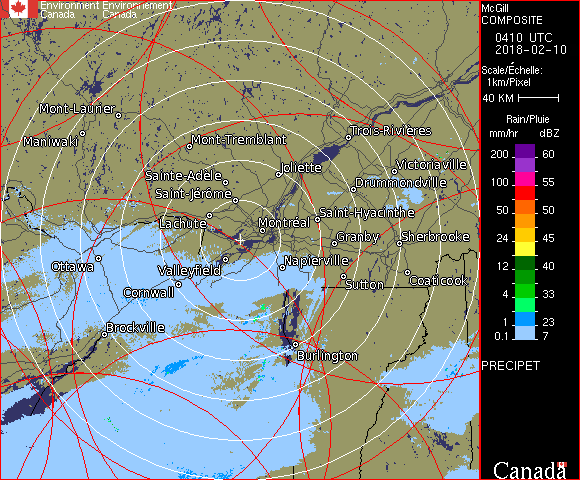 Environment Environnement
Canada Canada
McGill
COMPOSITE
0410 UTC
2018-02-10
Scale/Échelle:
1km/Pixel
40 KM
Rain/Pluie
mm/hr dBZ
200 60
150 55
100 55
50 50
24 45
12 40
4 33
1 23
0.1 7
PRECIPET
Canada
Mont-Laurier
Maniwaki
Mont-Tremblant
Trois-Rivières
Joliette
Victoriaville
Sainte-Adèle
Drummondville
Saint-Jérôme
Saint-Hyacinthe
Lachute
Montréal
Granby
Sherbrooke
Ottawa
Valleyfield
Napierville
Cornwall
Sutton
Coaticook
Brockville
Burlington